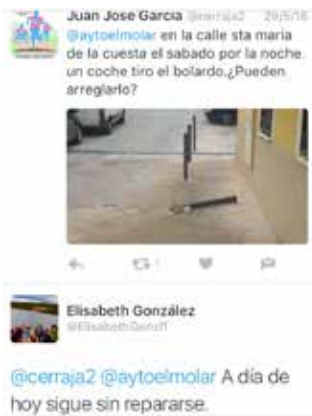 Juan Jose Garcia @cerraja2 29/5/16
@aytoelmolar en la calle sta maria
de la cuesta el sabado por la noche
un coche tiro el bolardo.¿Pueden
arreglarlo?
1
Elisabeth González
@cerraja2 @aytoelmolar A día de
hoy sigue sin repararse.